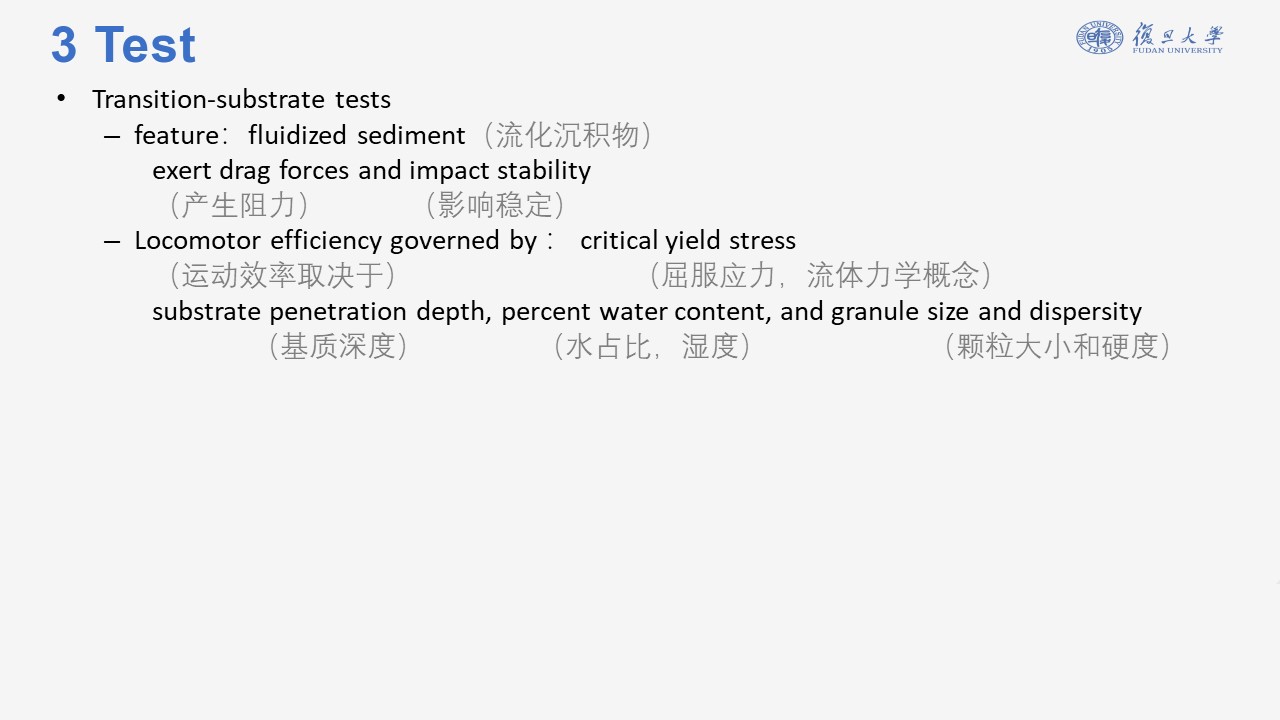 3 Test
復旦大學
FUDAN UNIVERSITY
• Transition-substrate tests
– feature：fluidized sediment（流化沉积物）
exert drag forces and impact stability
（产生阻力） （影响稳定）
– Locomotor efficiency governed by： critical yield stress
（运动效率取决于） （屈服应力，流体力学概念）
substrate penetration depth, percent water content, and granule size and dispersity
（基质深度） （水占比，湿度） （颗粒大小和硬度）